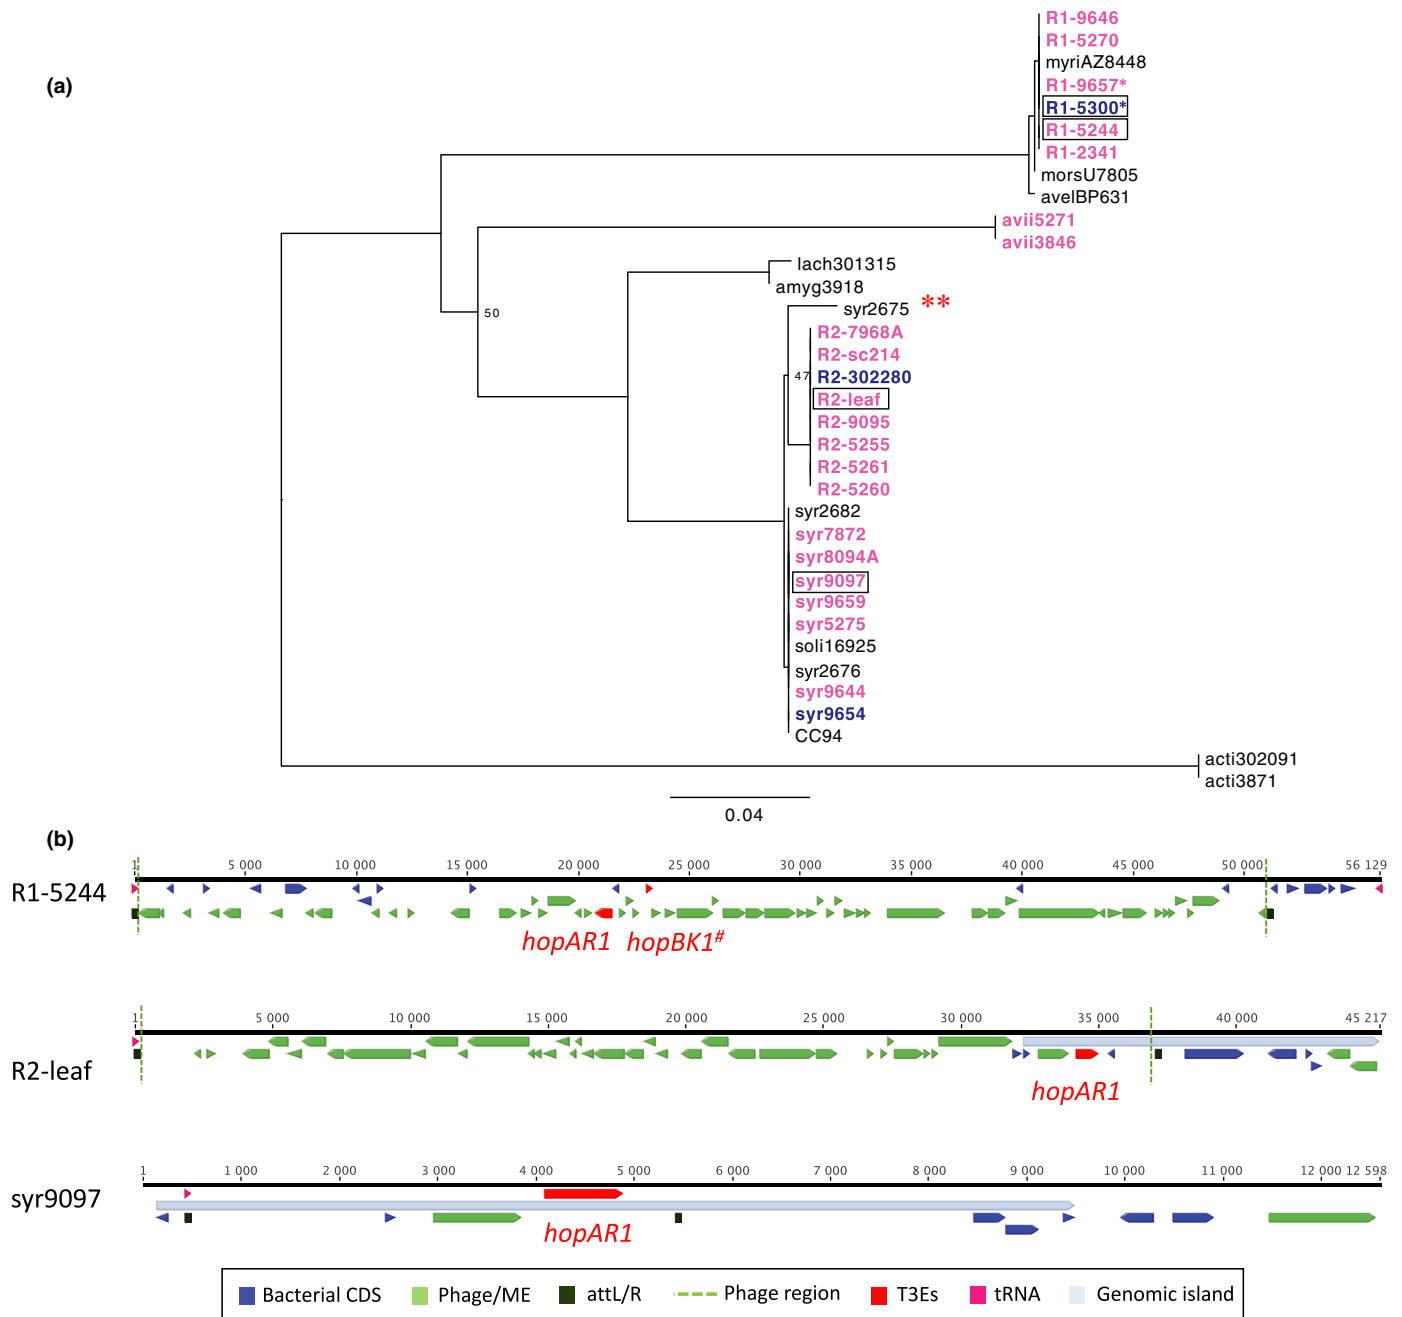 (a)
R1-9646
R1-5270
myriAZ8448
R1-9657*
R1-5300*
R1-5244
R1-2341
morsU7805
avelBP631
avii5271
avii3846
lach301315
amyg3918
syr2675 **
50
R2-7968A
R2-sc214
47 R2-302280
R2-leaf
R2-9095
R2-5255
R2-5261
R2-5260
syr2682
syr7872
syr8094A
syr9097
syr9659
syr5275
soli16925
syr2676
syr9644
syr9654
CC94
acti302091
acti3871
0.04
(b)
1 5 000 10 000 15 000 20 000 25 000 30 000 35 000 40 000 45 000 50 000 56 129
R1-5244
hopAR1 hopBK1#
1 5 000 10 000 15 000 20 000 25 000 30 000 35 000 40 000 45 217
R2-leaf
hopAR1
1 1 000 2 000 3 000 4 000 5 000 6 000 7 000 8 000 9 000 10 000 11 000 12 000 12 598
syr9097
hopAR1
Bacterial CDS Phage/ME attL/R Phage region T3Es tRNA Genomic island